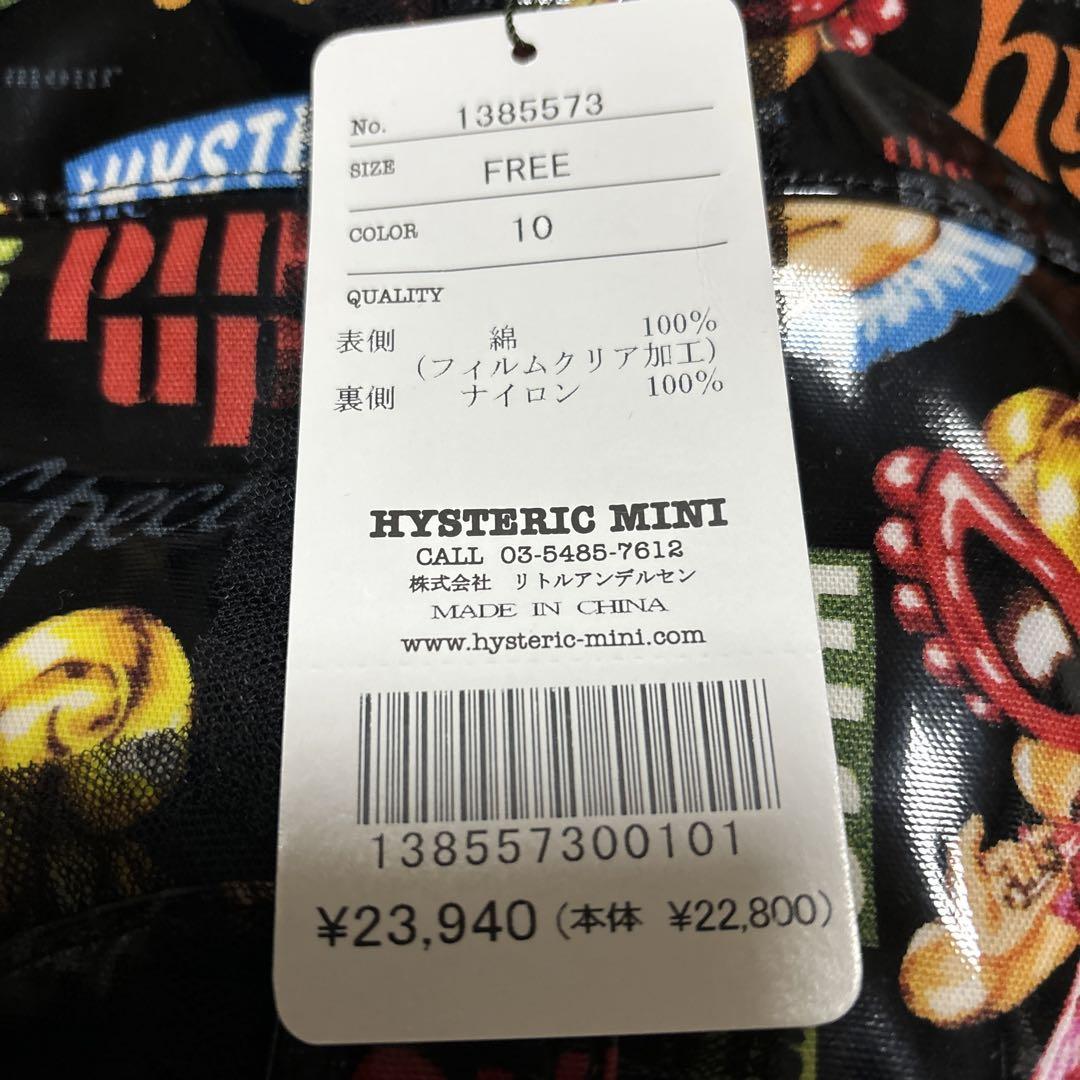 HYST
the
hy
No. 1385573
SIZE FREE
COLOR 10
QUALITY
表側 綿 100%
(フィルムクリア加工)
裏側 ナイロン 100%
HYSTERIC MINI
CALL 03-5485-7612
株式会社 リトルアンデルセン
MADE IN CHINA
www.hysteric-mini.com
138557300101
¥23,940 (本体 ¥22,800)